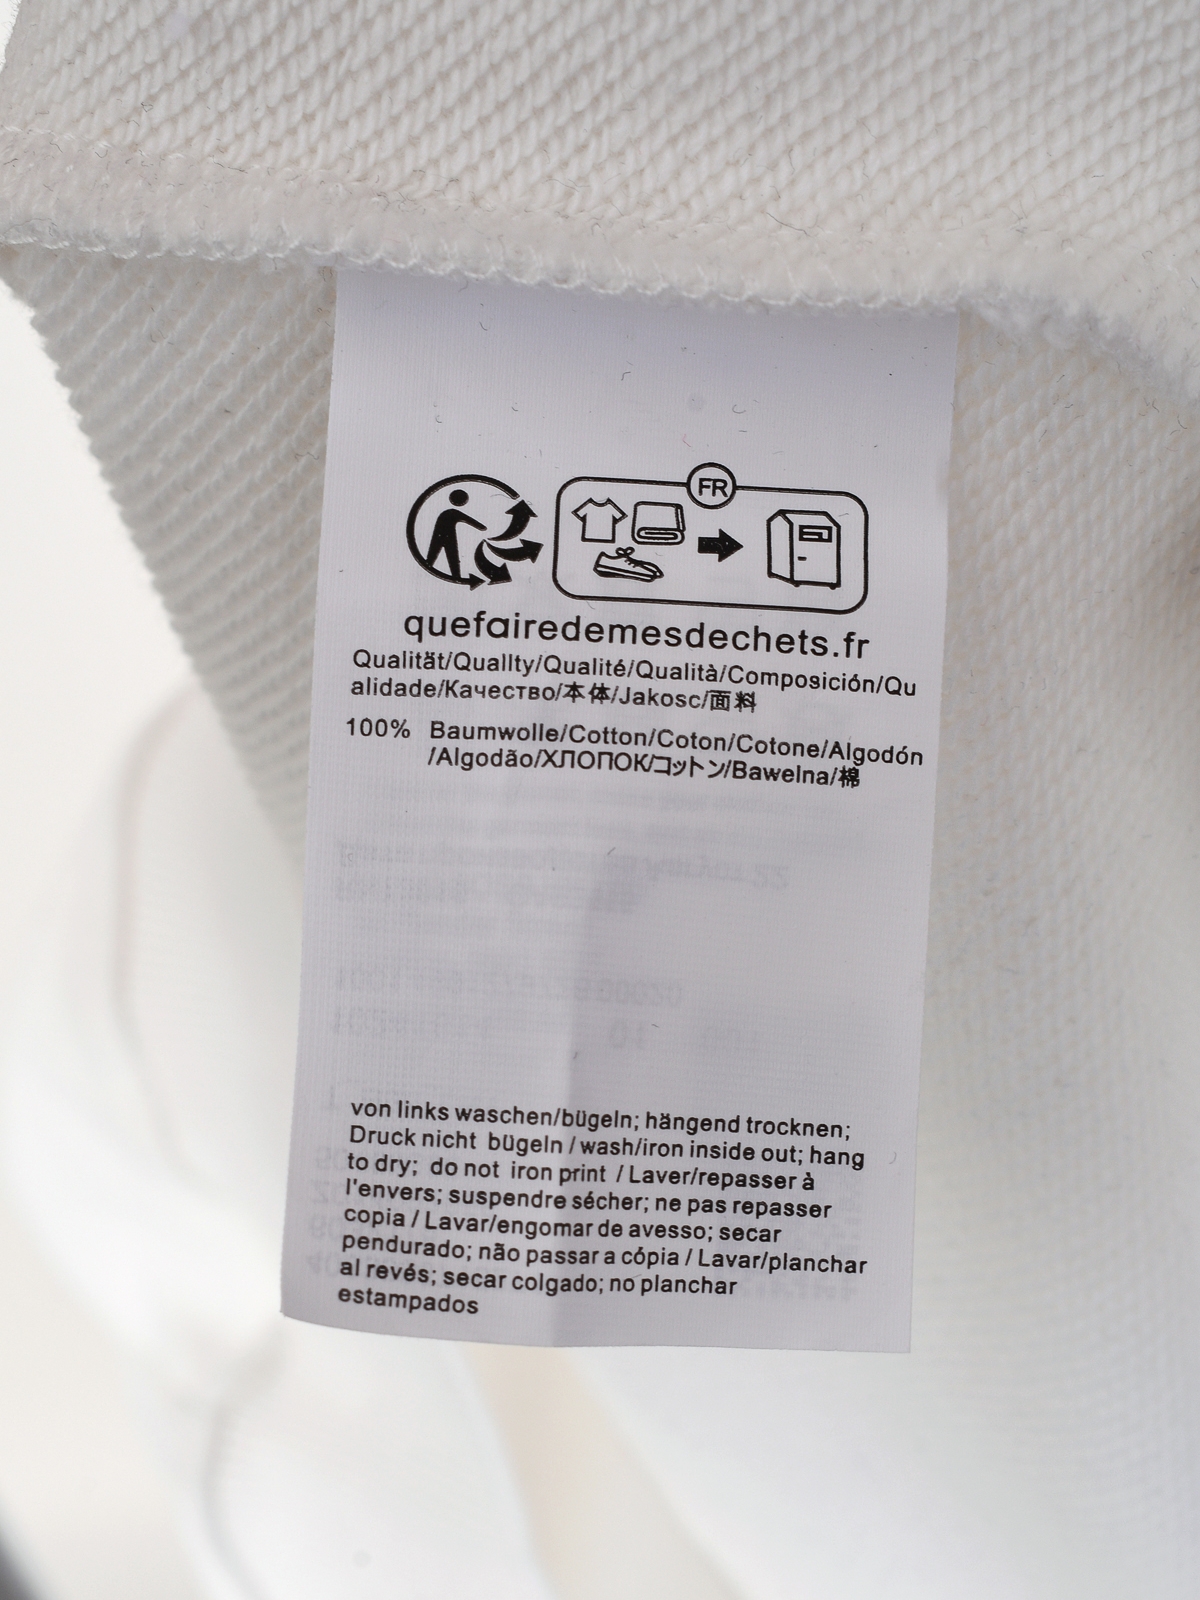 FR
quefairedemesdechets.fr
Qualität/Quallty/Qualité/Qualità/Composición/Qu
alidade/Качество/本体/Jakosc/面料
100% Baumwolle/Cotton/Coton/Cotone/Algodón
/Algodão/ХЛОПОК/コットン/Bawełna/棉
von links waschen/bügeln; hängend trocknen;
Druck nicht bügeln / wash/iron inside out; hang
to dry; do not iron print / Laver/repasser à
l'envers; suspendre sécher; ne pas repasser
copia / Lavar/engomar de avesso; secar
pendurado; não passar a cópia / Lavar/planchar
al revés; secar colgado; no planchar
estampados